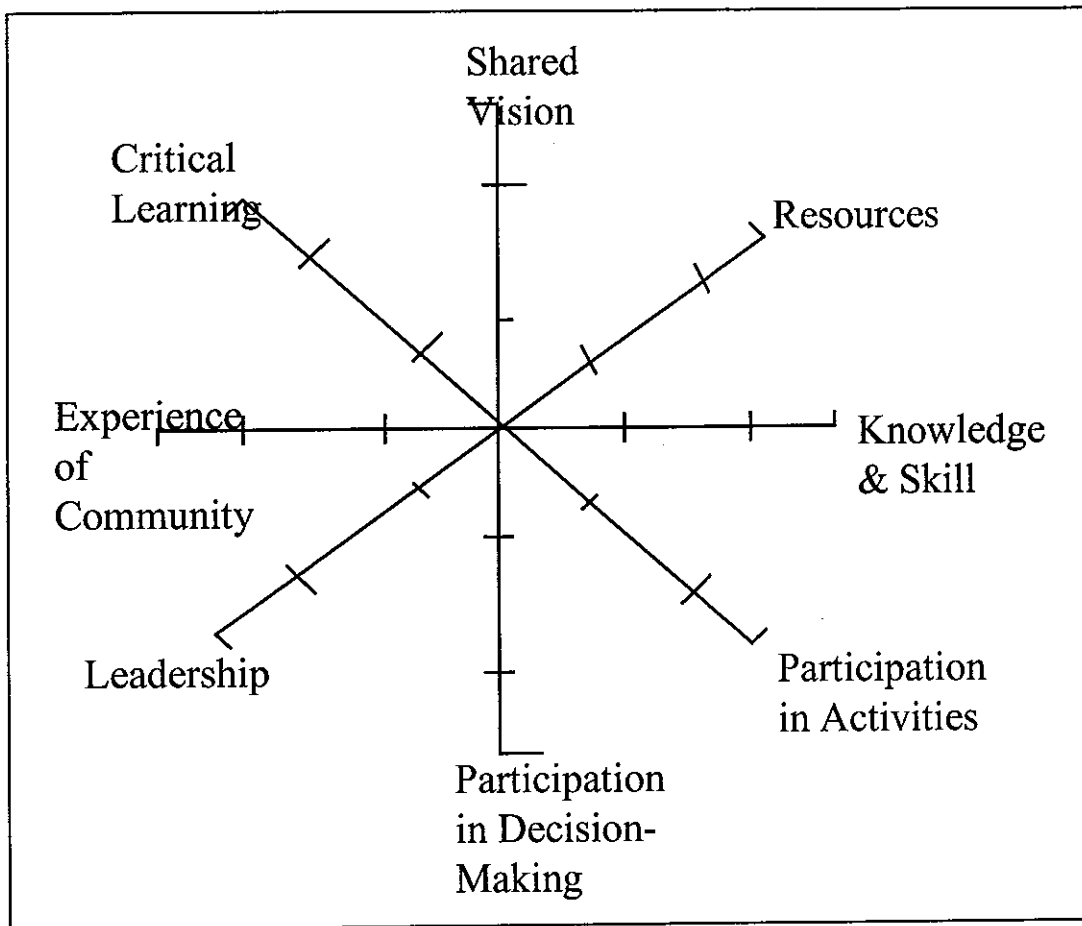 Shared
Vision
Critical
Learning
Resources
Experience
of
Community
Knowledge
& Skill
Leadership
Participation
in Activities
Participation
in Decision-
Making